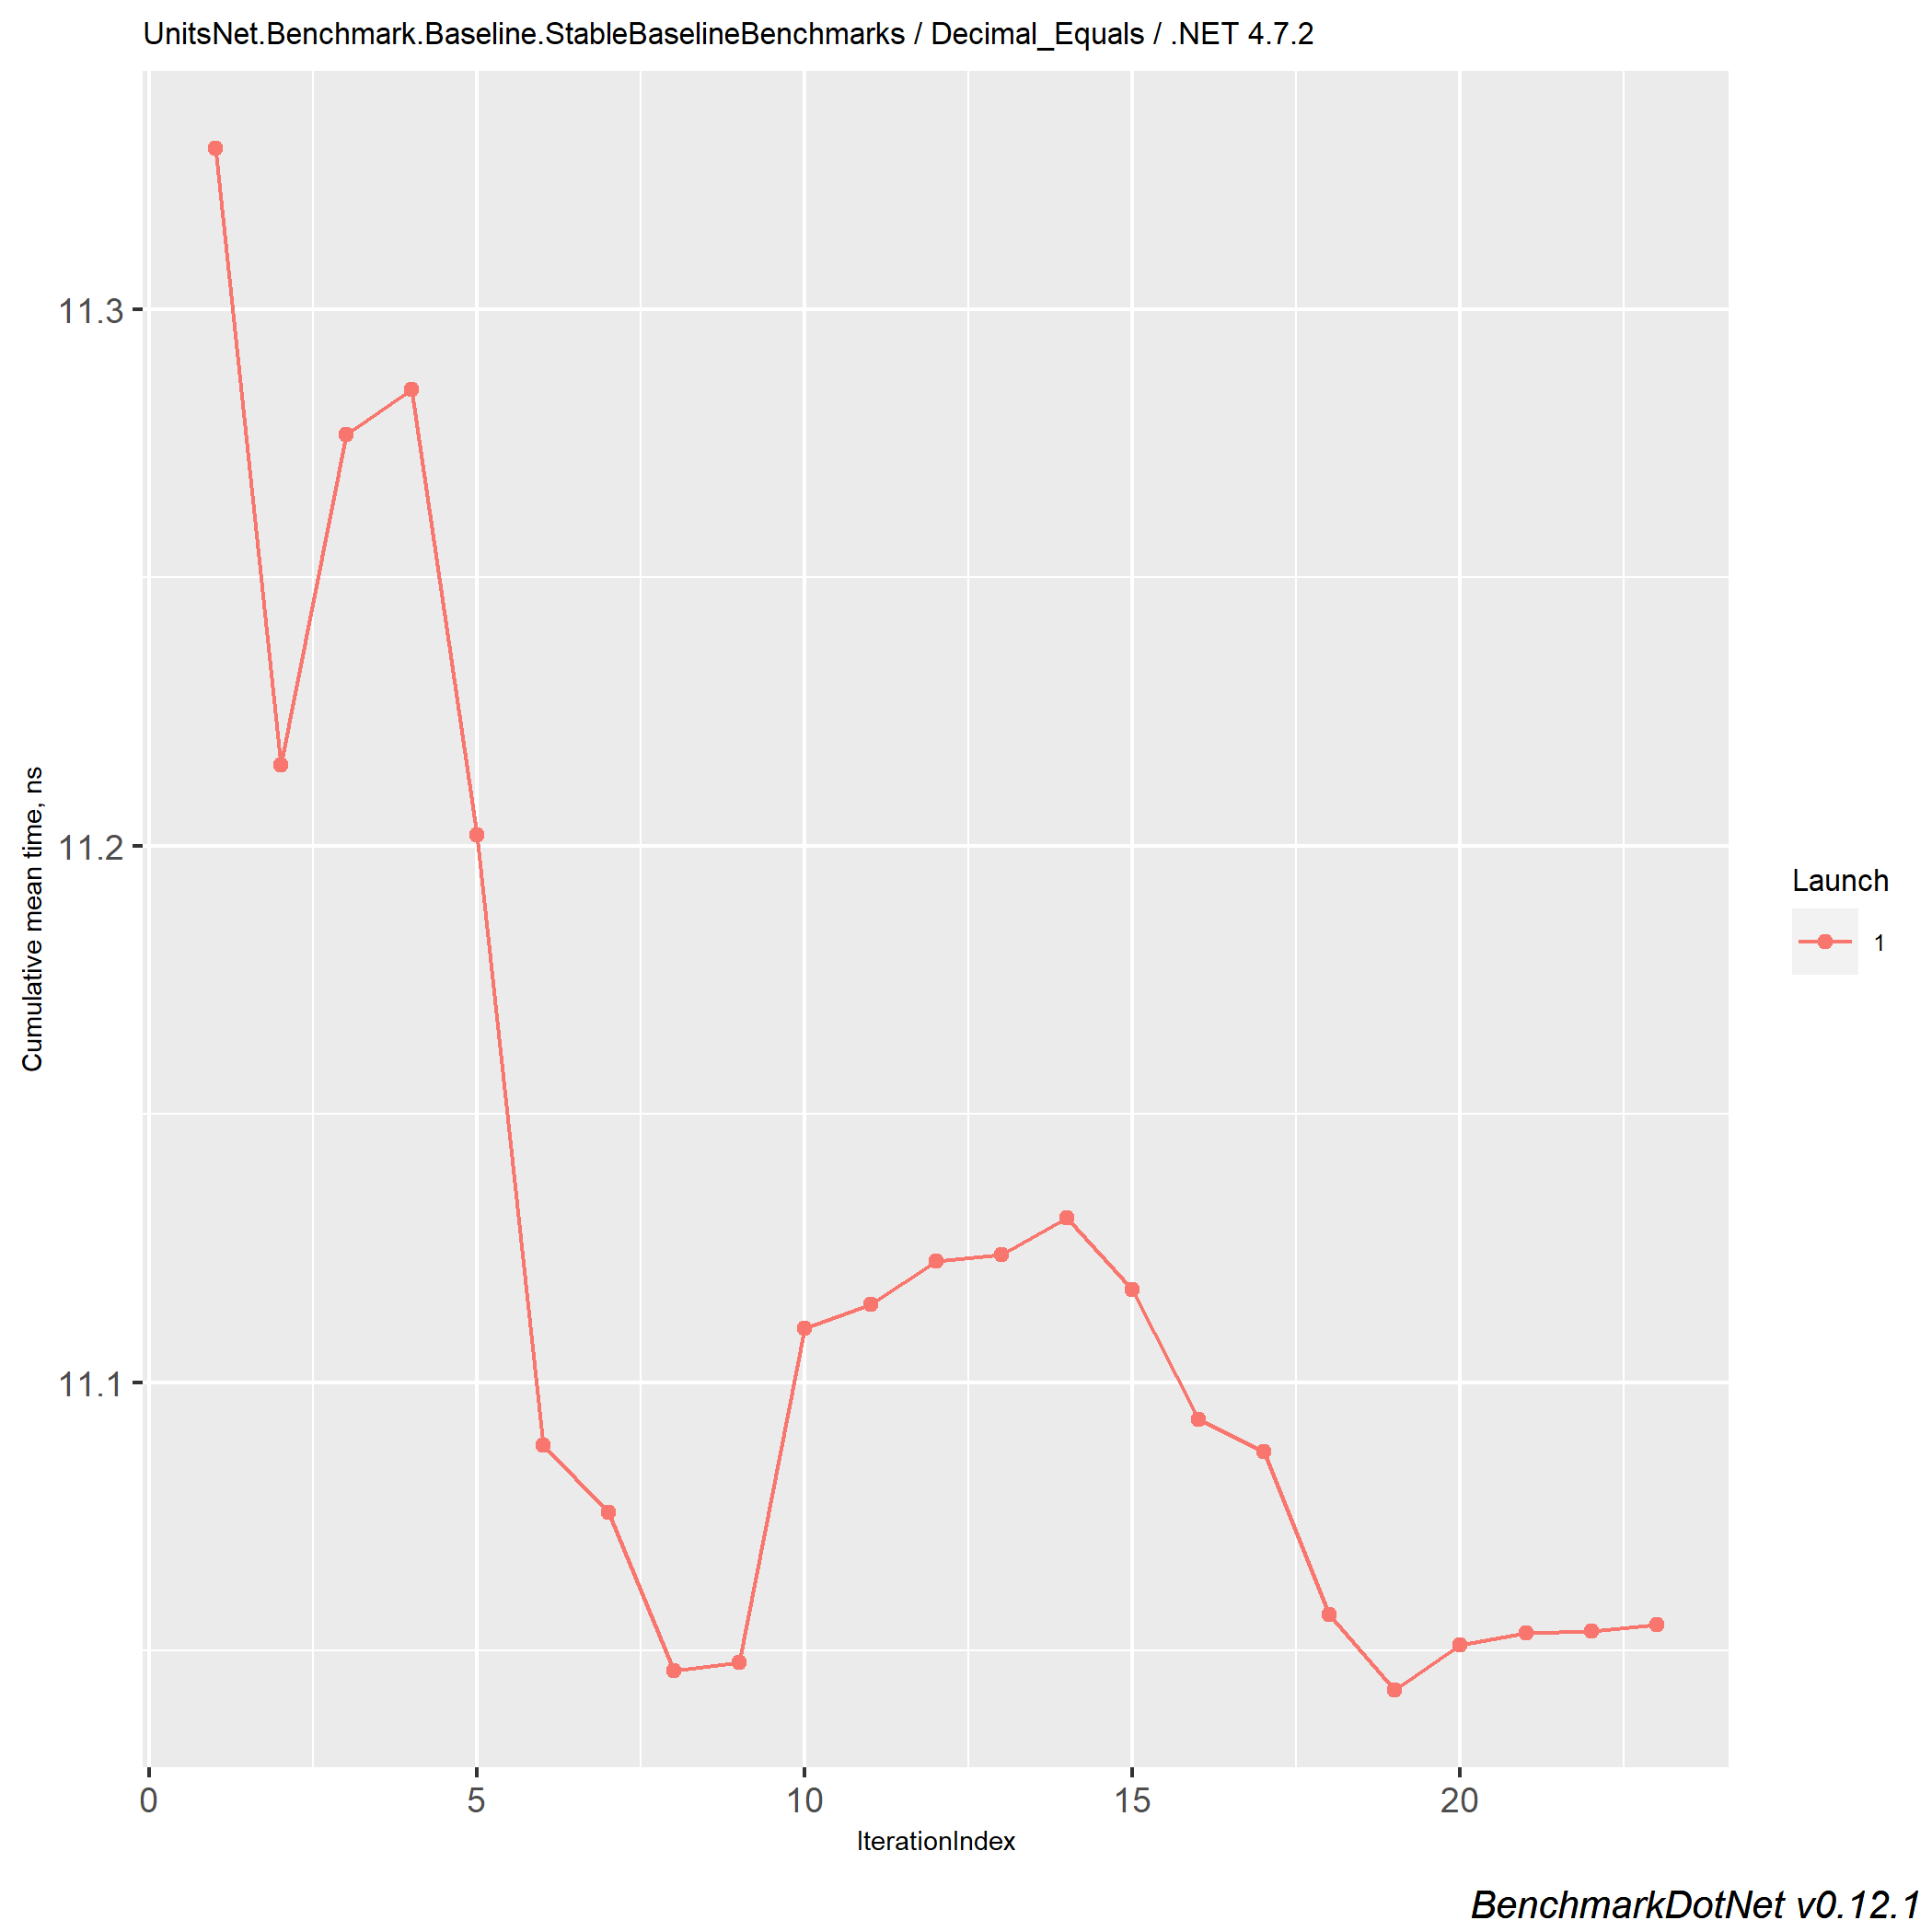 UnitsNet.Benchmark.Baseline.StableBaselineBenchmarks / Decimal_Equals / .NET 4.7.2
Cumulative mean time, ns
11.3
11.2
11.1
0 5 10 15 20
IterationIndex
Launch
1
BenchmarkDotNet v0.12.1